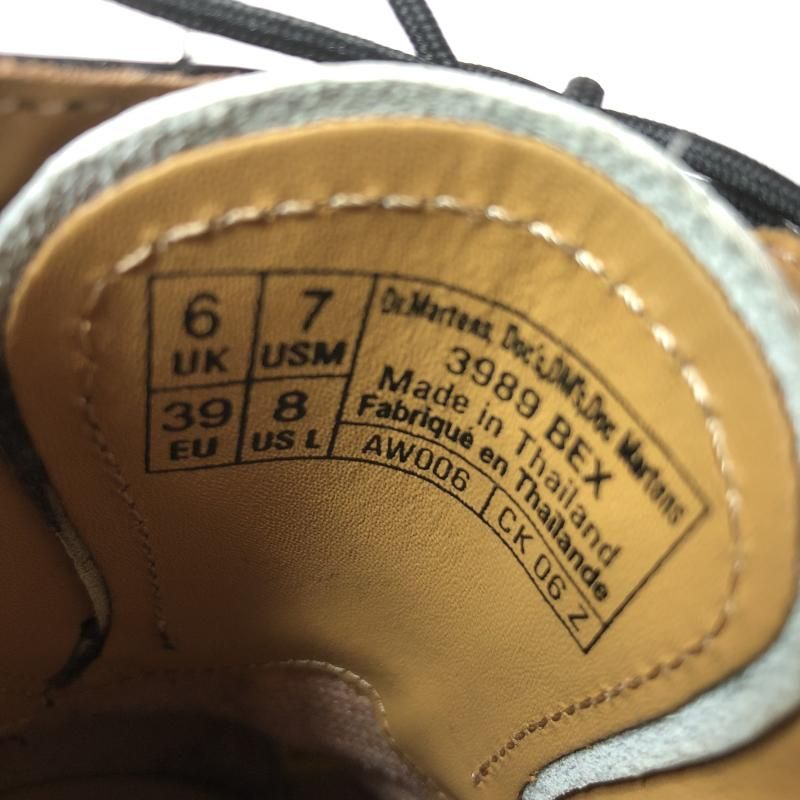 6 UK
7 USM
39 EU
8 US L
Dr.Martens, Doc's,DM's,Doc Martens
3989 BEX
Made in Thailand
Fabriqué en Thaïlande
AW006
CK 06 Z